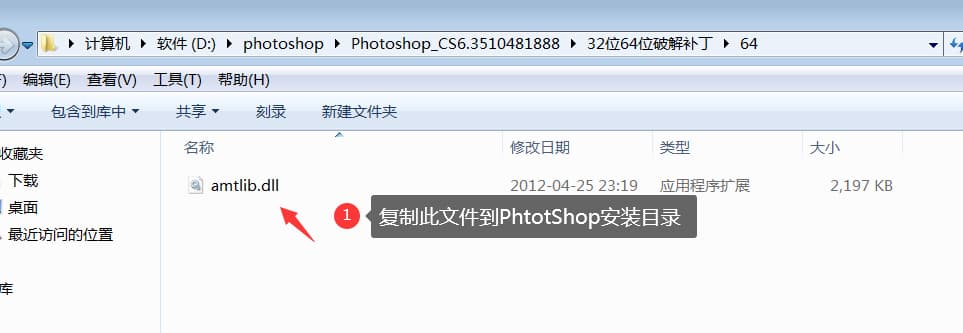 计算机 软件 (D:) photoshop Photoshop_CS6.3510481888 32位64位破解补丁 64
编辑(E) 查看(V) 工具(T) 帮助(H)
包含到库中 共享 刻录 新建文件夹
收藏夹
下载
桌面
最近访问的位置
库
名称 修改日期 类型 大小
amtlib.dll 2012-04-25 23:19 应用程序扩展 2,197 KB
1 复制此文件到PhtotShop安装目录